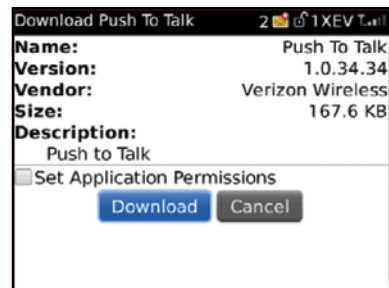 Download Push To Talk 2 1XEV
Name: Push To Talk
Version: 1.0.34.34
Vendor: Verizon Wireless
Size: 167.6 KB
Description:
Push to Talk
Set Application Permissions
Download Cancel